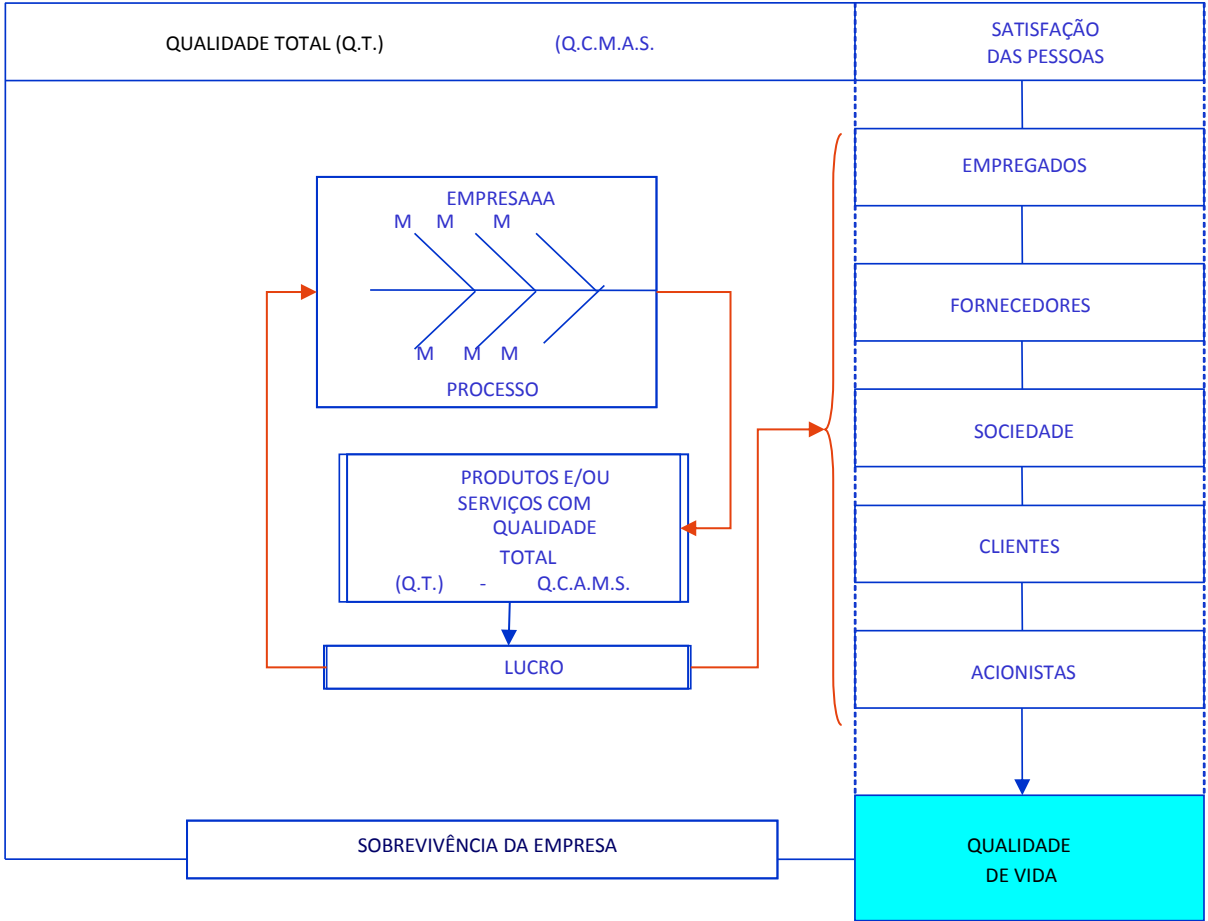 QUALIDADE TOTAL (Q.T.) (Q.C.M.A.S.
SATISFAÇÃO
DAS PESSOAS
EMPRESAAA
M M M
M M M
PROCESSO
PRODUTOS E/OU
SERVIÇOS COM
QUALIDADE
TOTAL
(Q.T.) - Q.C.A.M.S.
LUCRO
EMPREGADOS
FORNECEDORES
SOCIEDADE
CLIENTES
ACIONISTAS
SOBREVIVÊNCIA DA EMPRESA
QUALIDADE
DE VIDA